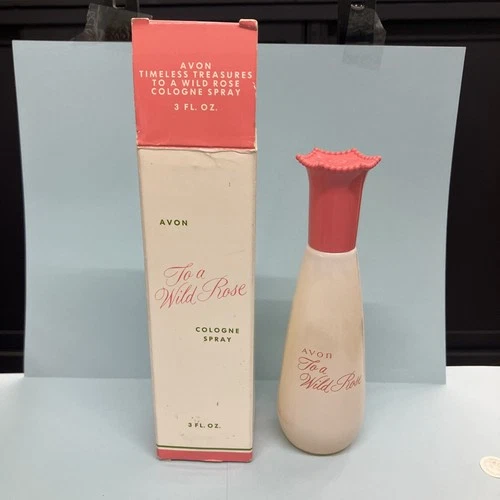 AVON
TIMELESS TREASURES
TO A WILD ROSE
COLOGNE SPRAY
3 FL. OZ.
AVON
To a
Wild Rose
COLOGNE
SPRAY
3 FL. OZ.
AVON
To a
Wild Rose